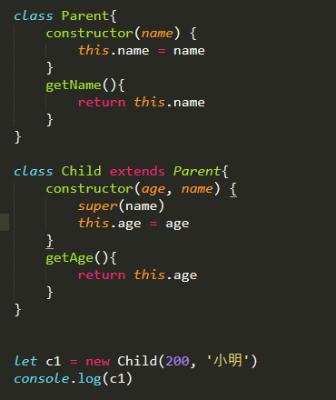 class Parent{
    constructor(name) {
        this.name = name
    }
    getName(){
        return this.name
    }
}
class Child extends Parent{
    constructor(age, name) {
        super(name)
        this.age = age
    }
    getAge(){
        return this.age
    }
}
let c1 = new Child(200, '小明')
console.log(c1)